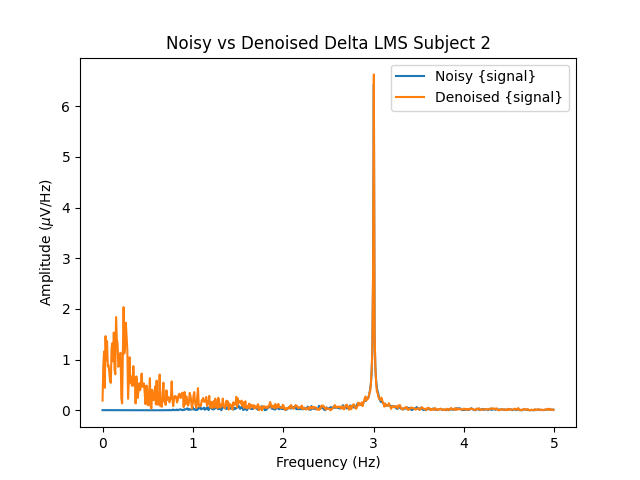 Noisy vs Denoised Delta LMS Subject 2
Noisy {signal}
Denoised {signal}
Amplitude (μV/Hz)
6
5
4
3
2
1
0
0 1 2 3 4 5
Frequency (Hz)